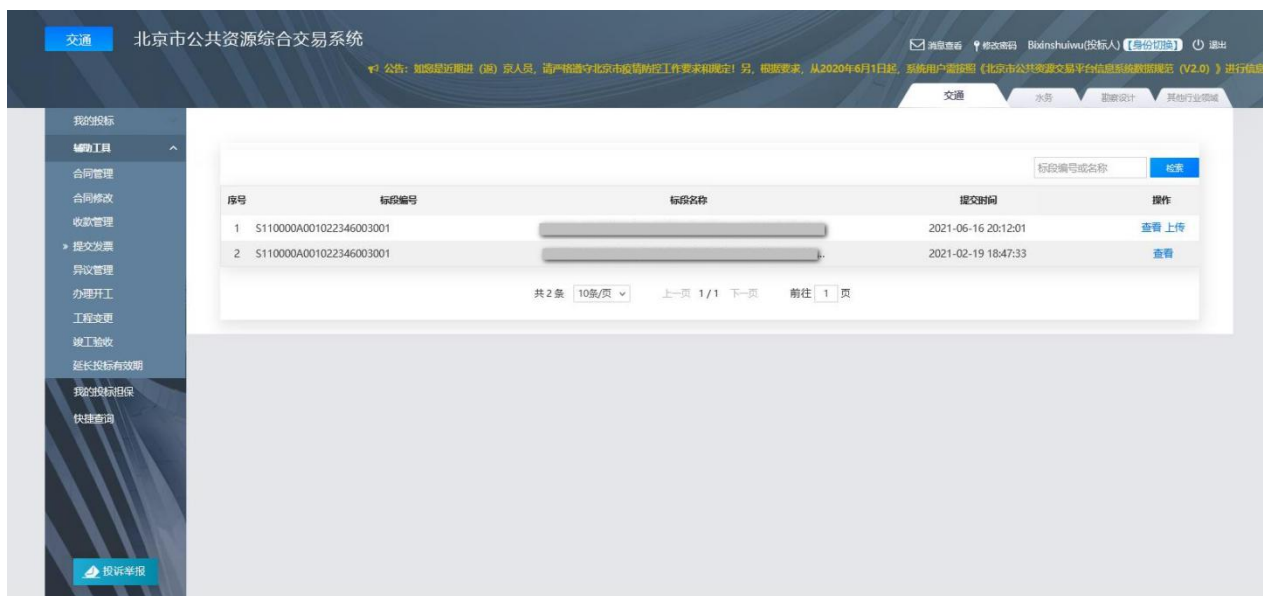 交通 北京市公共资源综合交易系统
消息查看 修改密码 Bixinshuiwu(投标人)【身份切换】 退出
公告：如您是近期进（返）京人员，请严格遵守北京市疫情防控工作要求和规定！另，根据要求，从2020年6月1日起，系统用户需按照《北京市公共资源交易平台信息系统数据规范（V2.0）》进行信息
交通 水务 勘察设计 其他行业领域
我的投标
辅助工具
合同管理
合同修改
收款管理
» 提交发票
异议管理
办理开工
工程变更
竣工验收
延长投标有效期
我的投标担保
快捷查询
投诉举报
标段编号或名称 检索
序号 标段编号 标段名称 提交时间 操作
1 S110000A001022346003001 2021-06-16 20:12:01 查看 上传
2 S110000A001022346003001 .. 2021-02-19 18:47:33 查看
共2条 10条/页 上一页 1/1 下一页 前往 1 页